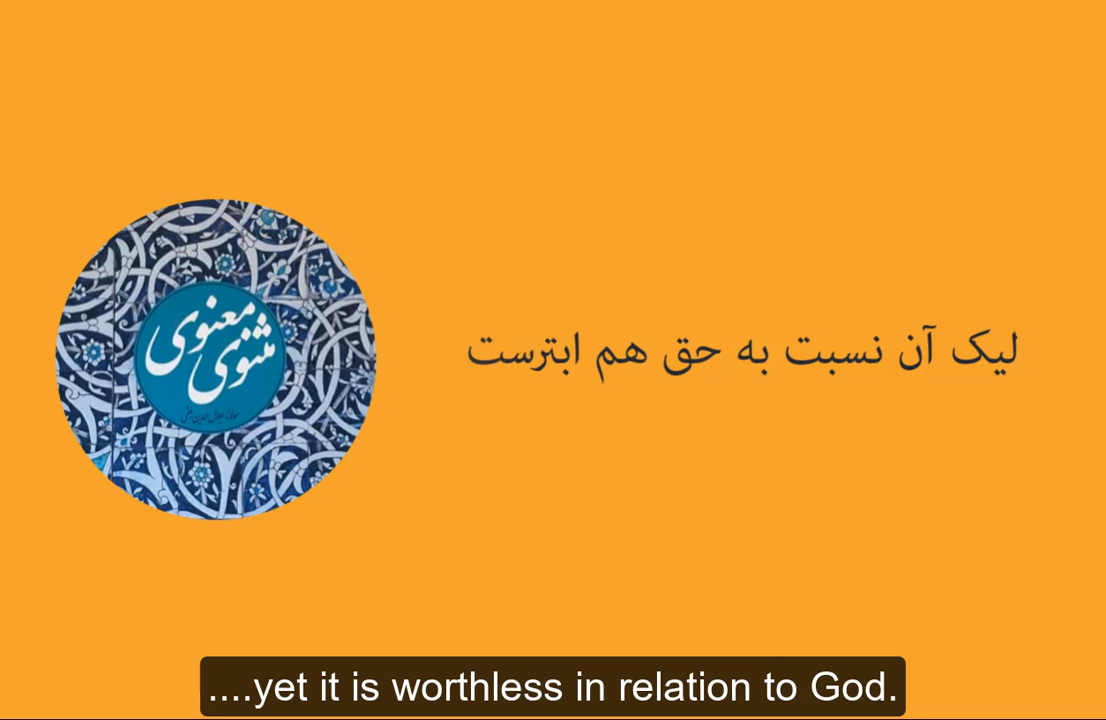 مثنوی معنوی
لیک آن نسبت به حق هم ابترست
....yet it is worthless in relation to God.